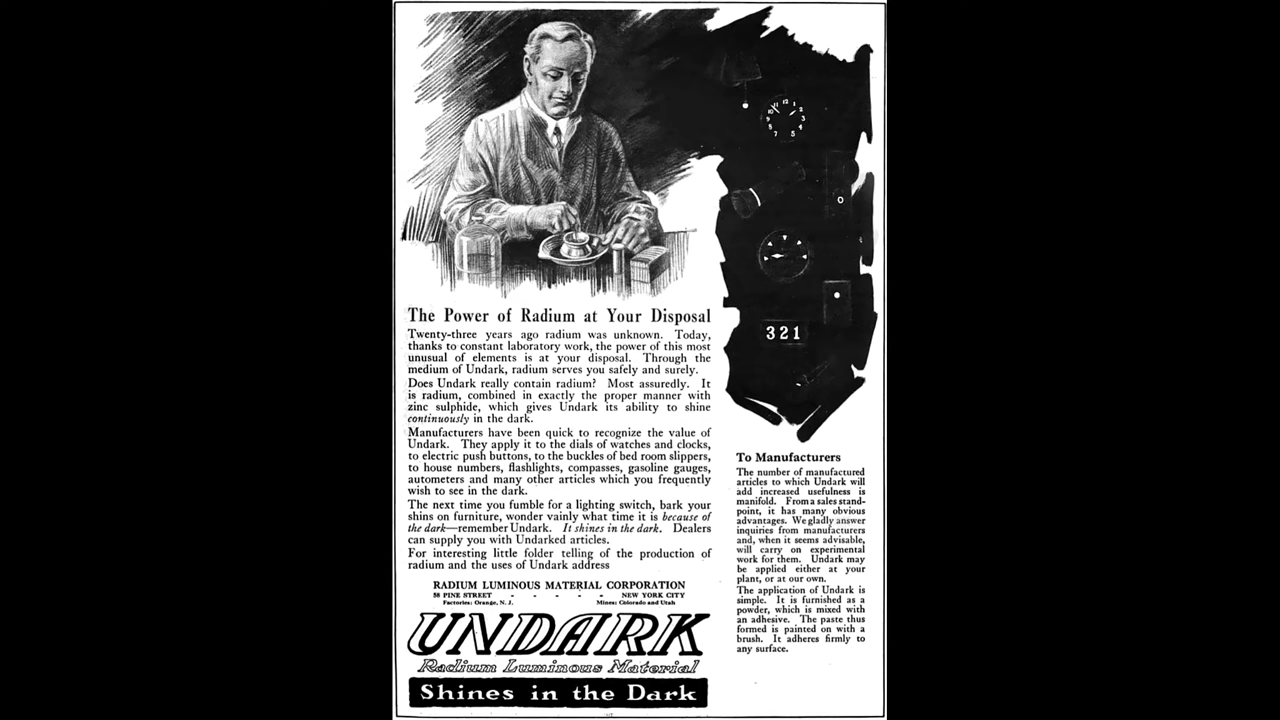 321
The Power of Radium at Your Disposal
Twenty-three years ago radium was unknown. Today,
thanks to constant laboratory work, the power of this most
unusual of elements is at your disposal. Through the
medium of Undark, radium serves you safely and surely.
Does Undark really contain radium? Most assuredly. It
is radium, combined in exactly the proper manner with
zinc sulphide, which gives Undark its ability to shine
continuously in the dark.
Manufacturers have been quick to recognize the value of
Undark. They apply it to the dials of watches and clocks,
to electric push buttons, to the buckles of bed room slippers,
to house numbers, flashlights, compasses, gasoline gauges,
autometers and many other articles which you frequently
wish to see in the dark.
The next time you fumble for a lighting switch, bark your
shins on furniture, wonder vainly what time it is because of
the dark—remember Undark. It shines in the dark. Dealers
can supply you with Undarked articles.
For interesting little folder telling of the production of
radium and the uses of Undark address
RADIUM LUMINOUS MATERIAL CORPORATION
58 PINE STREET - - - - - NEW YORK CITY
Factories: Orange, N. J. Mines: Colorado and Utah
UNDARK
Radium Luminous Material
Shines in the Dark
To Manufacturers
The number of manufactured
articles to which Undark will
add increased usefulness is
manifold. From a sales stand-
point, it has many obvious
advantages. We gladly answer
inquiries from manufacturers
and, when it seems advisable,
will carry on experimental
work for them. Undark may
be applied either at your
plant, or at our own.
The application of Undark is
simple. It is furnished as a
powder, which is mixed with
an adhesive. The paste thus
formed is painted on with a
brush. It adheres firmly to
any surface.